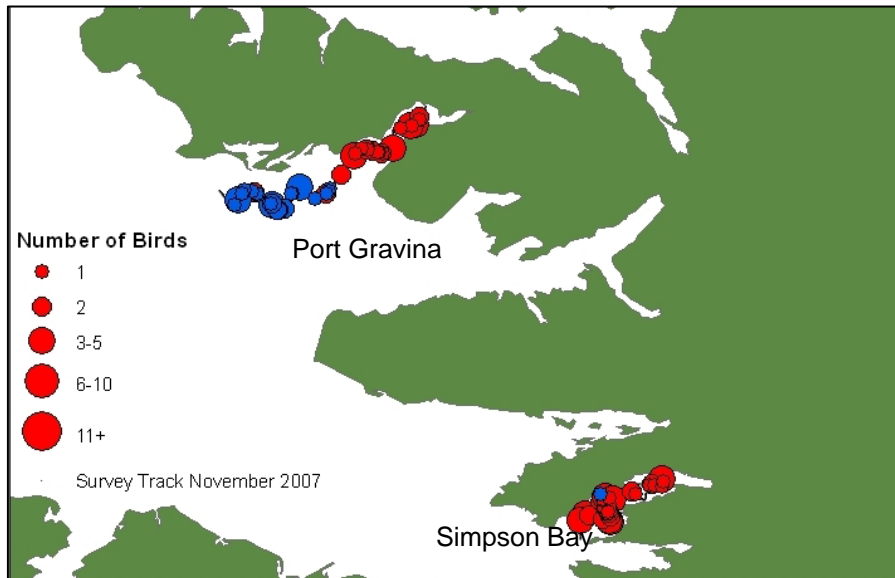 Port Gravina
Number of Birds
1
2
3-5
6-10
11+
Survey Track November 2007
Simpson Bay